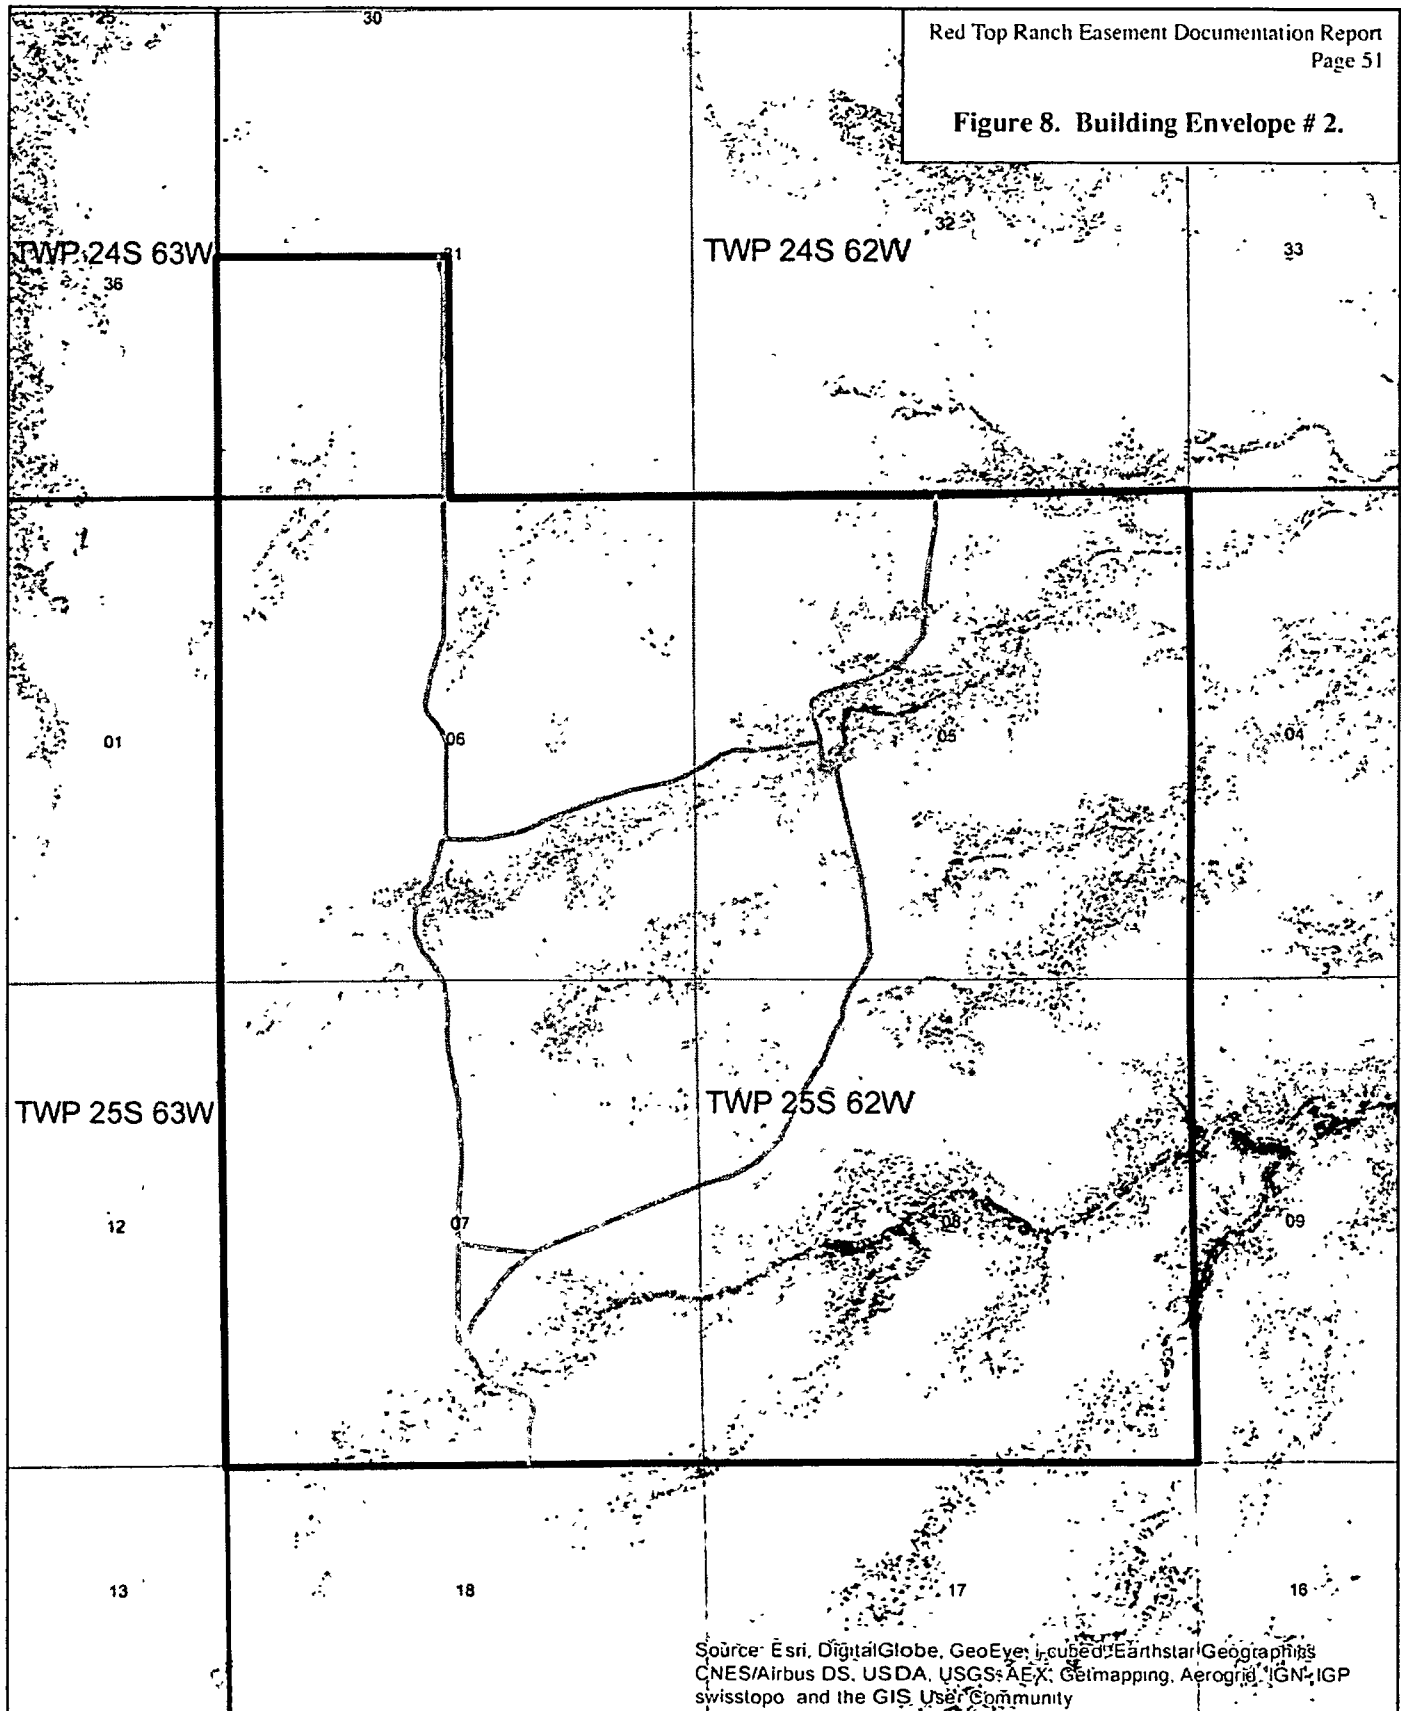 25
30
Red Top Ranch Easement Documentation Report
Page 51
Figure 8. Building Envelope # 2.
TWP 24S 63W
31
TWP 24S 62W
32
33
36
01
06
05
04
TWP 25S 63W
TWP 25S 62W
12
07
08
09
13
18
17
16
Source: Esri, DigitalGlobe, GeoEye, i-cubed, Earthstar Geographics
CNES/Airbus DS, USDA, USGS, AEX, Getmapping, Aerogrid, IGN, IGP
swisstopo and the GIS User Community